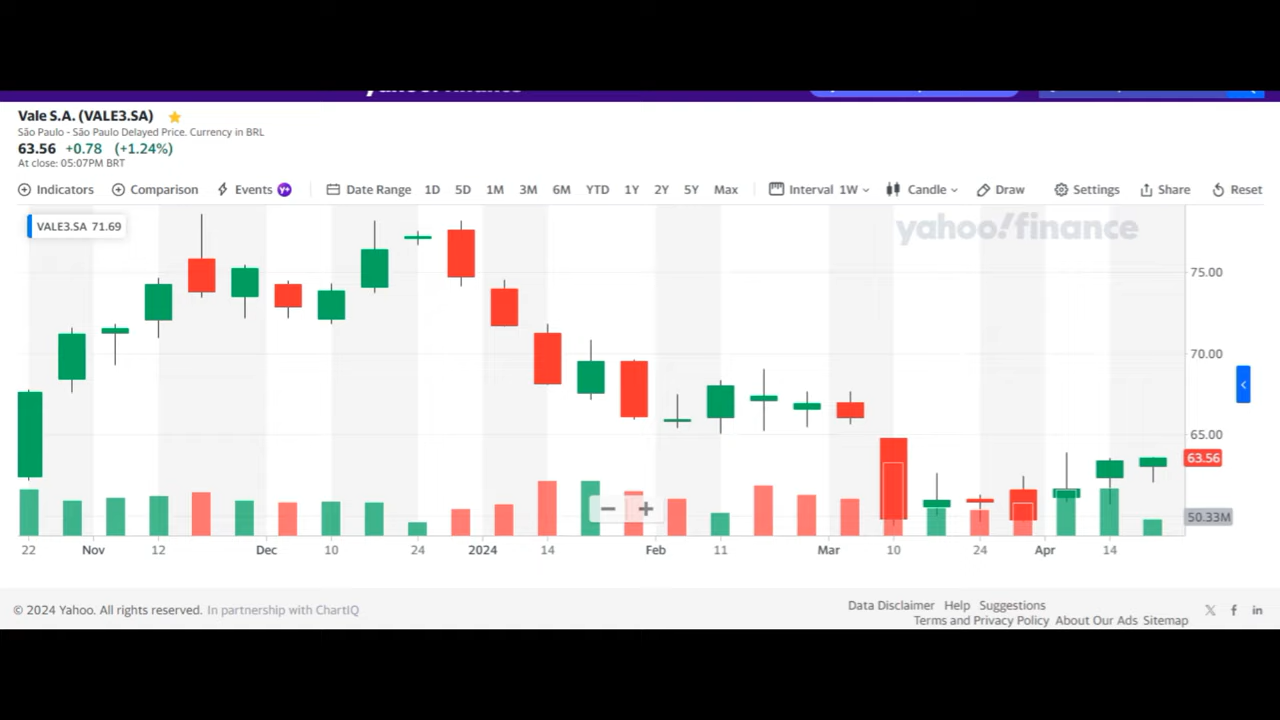 Vale S.A. (VALE3.SA)
São Paulo - São Paulo Delayed Price. Currency in BRL
63.56 +0.78 (+1.24%)
At close: 05:07PM BRT
Indicators Comparison Events Y+ Date Range 1D 5D 1M 3M 6M YTD 1Y 2Y 5Y Max Interval 1W Candle Draw Settings Share Reset
VALE3.SA 71.69
yahoo!finance
75.00
70.00
65.00
63.56
50.33M
22 Nov 12 Dec 10 24 2024 14 Feb 11 Mar 10 24 Apr 14
© 2024 Yahoo. All rights reserved. In partnership with ChartIQ
Data Disclaimer Help Suggestions
Terms and Privacy Policy About Our Ads Sitemap